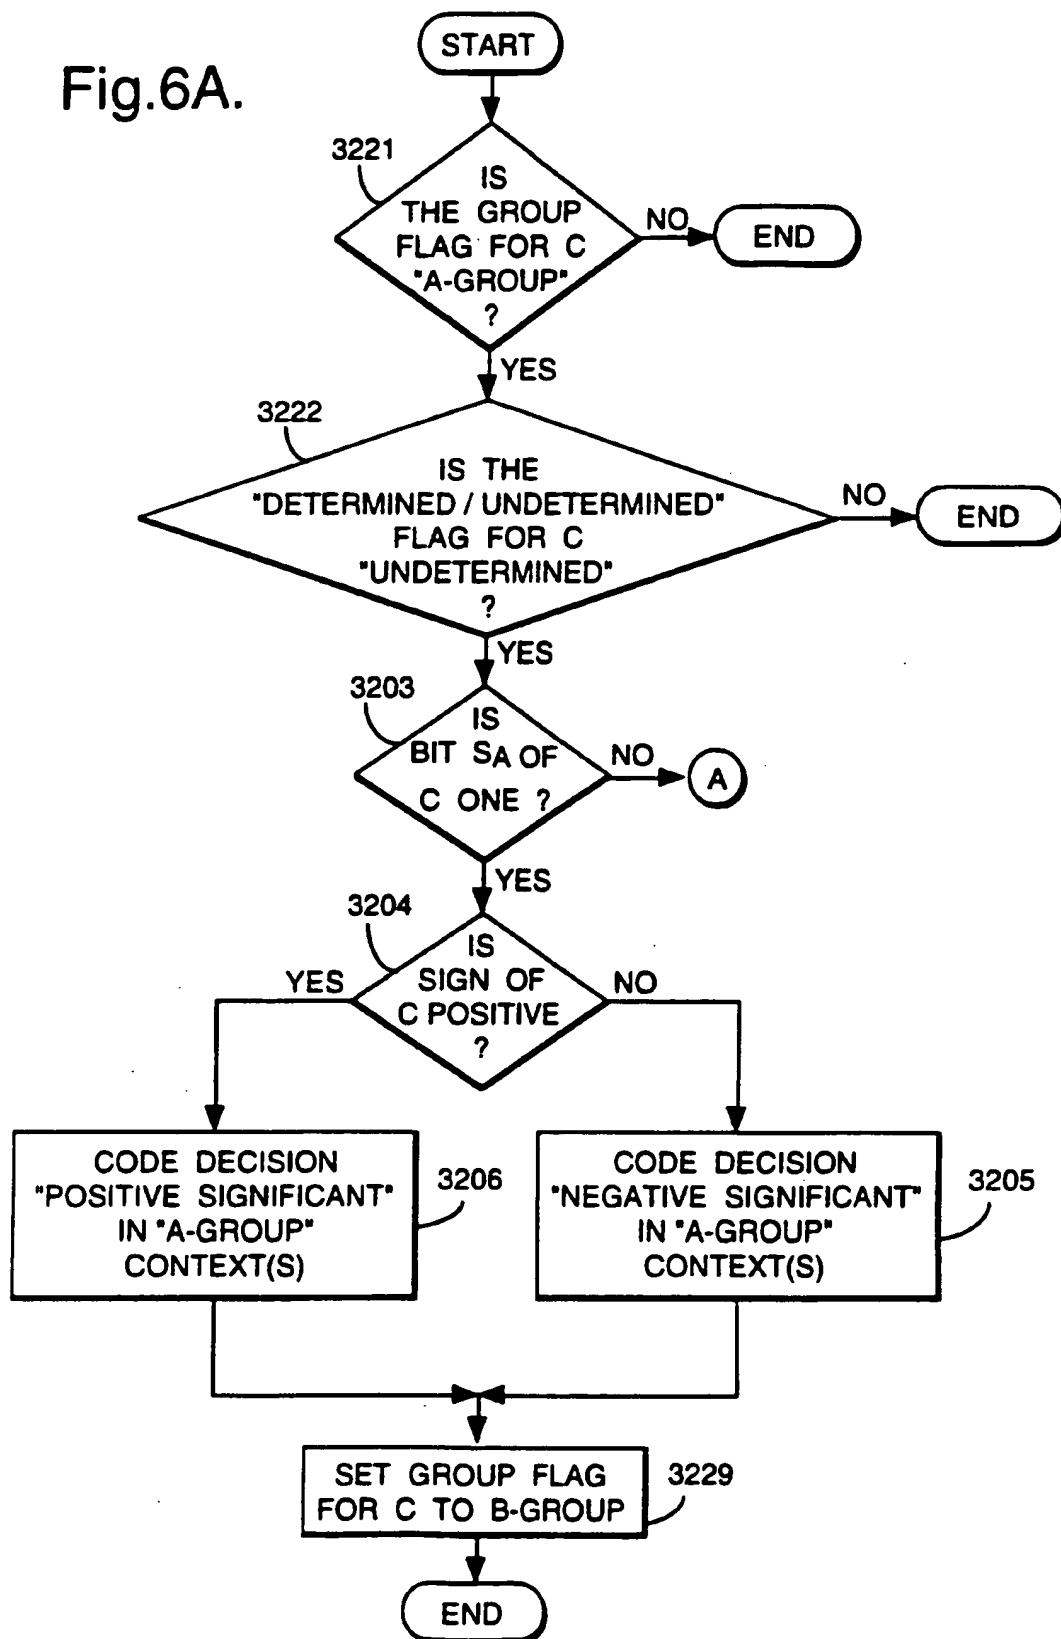 START
Fig.6A.
3221
IS
THE GROUP
FLAG FOR C
"A-GROUP"
?
NO
END
YES
3222
IS THE
"DETERMINED / UNDETERMINED"
FLAG FOR C
"UNDETERMINED"
?
NO
END
YES
3203
IS
BIT SA OF
C ONE ?
NO
A
YES
3204
IS
SIGN OF
C POSITIVE
?
YES
NO
CODE DECISION
"POSITIVE SIGNIFICANT"
IN "A-GROUP"
CONTEXT(S)
3206
CODE DECISION
"NEGATIVE SIGNIFICANT"
IN "A-GROUP"
CONTEXT(S)
3205
SET GROUP FLAG
FOR C TO B-GROUP
3229
END